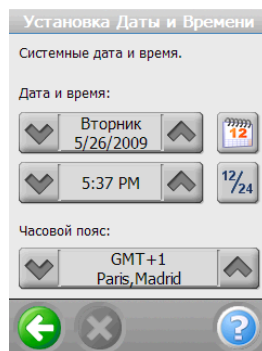 Установка Даты и Времени
Системные дата и время.
Дата и время:
Вторник
5/26/2009
12
5:37 PM
12/24
Часовой пояс:
GMT+1
Paris,Madrid
?